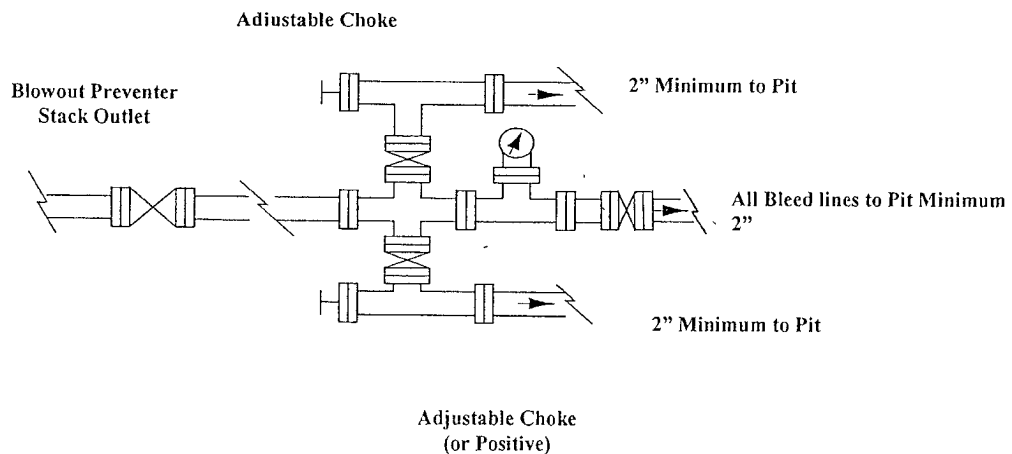 Adjustable Choke
Blowout Preventer
Stack Outlet
2” Minimum to Pit
All Bleed lines to Pit Minimum
2”
2” Minimum to Pit
Adjustable Choke
(or Positive)